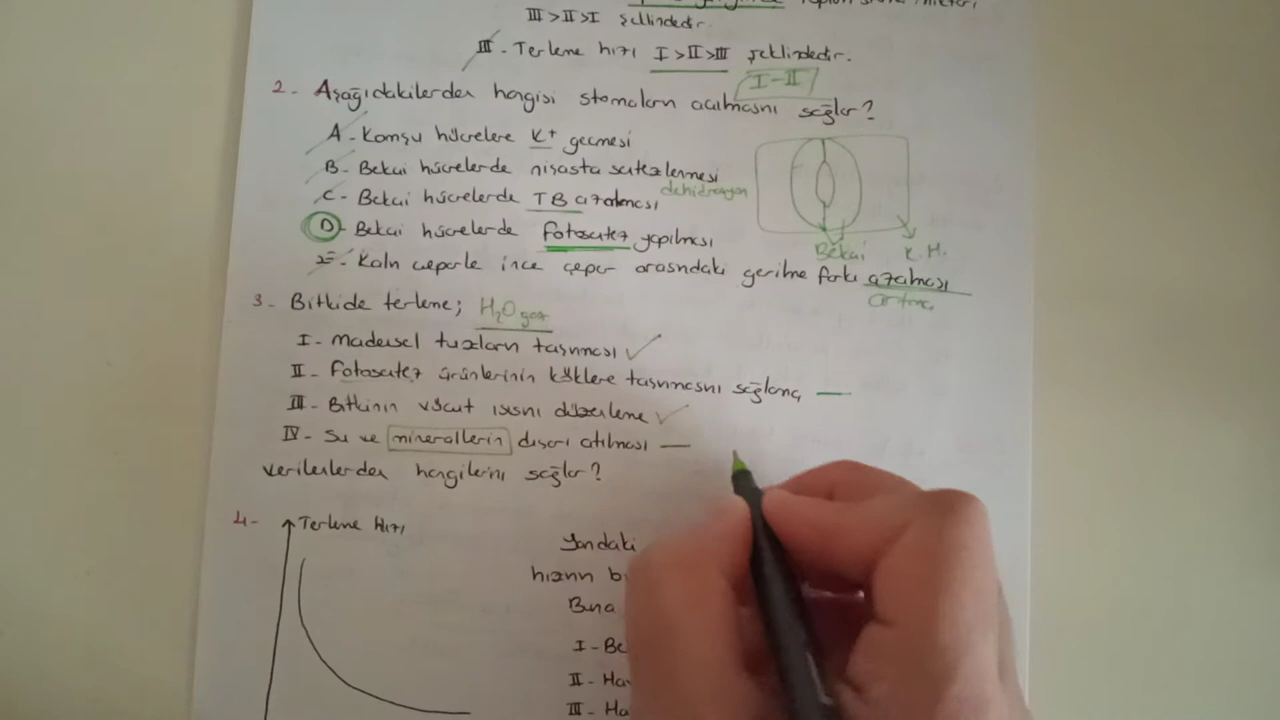 III > II > I şeklindedir.
III - Terleme hızı I > II > III şeklindedir.
I - II
2 - Aşağıdakilerden hangisi stomaların açılmasını sağlar?
A - Komşu hücrelere K+ geçmesi
B - Bekçi hücrelerde nişasta sentezlenmesi
dehidrasyon
C - Bekçi hücrelerde TB azalması
D - Bekçi hücrelerde fotosentez yapılması
Bekçi K.H.
E - Kalın çeperle ince çeper arasındaki gerilme farkı azalması
artma
3 - Bitkide terleme; H2O gaz
I - madensel tuzların taşınması ✓
II - fotosentez ürünlerinin köklere taşınmasını sağlama —
III - Bitkinin vücut ısısını düzenleme ✓
IV - Su ve minerallerin dışarı atılması —
verilenlerden hangilerini sağlar?
4 - Terleme Hızı
Yandaki
hızının
Buna
I - Be
II - Ha
III - Ha